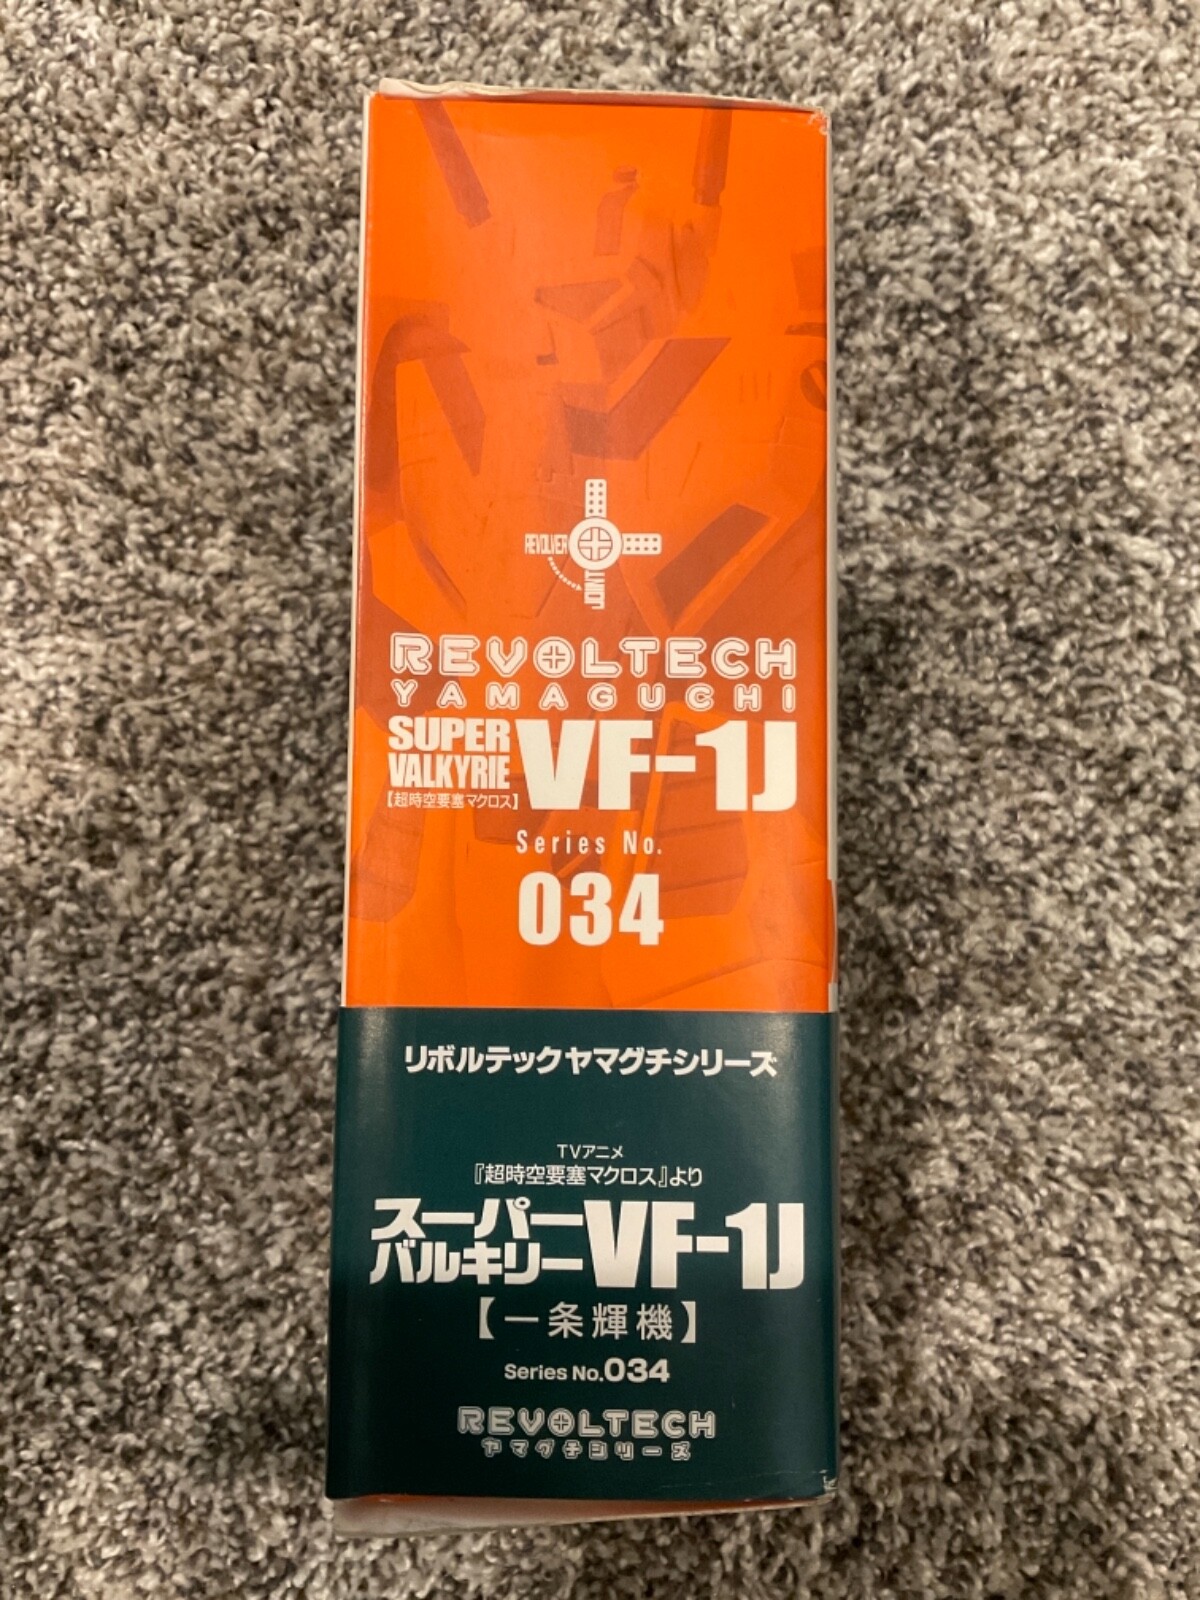 REVOLVER
JOINT
REVOLTECH
YAMAGUCHI
SUPER
VALKYRIE
VF-1J
【超時空要塞マクロス】
Series No.
034
リボルテックヤマグチシリーズ
TVアニメ
『超時空要塞マクロス』より
スーパー
バルキリー
VF-1J
【一条輝機】
Series No.034
REVOLTECH
ヤマグチシリーズ